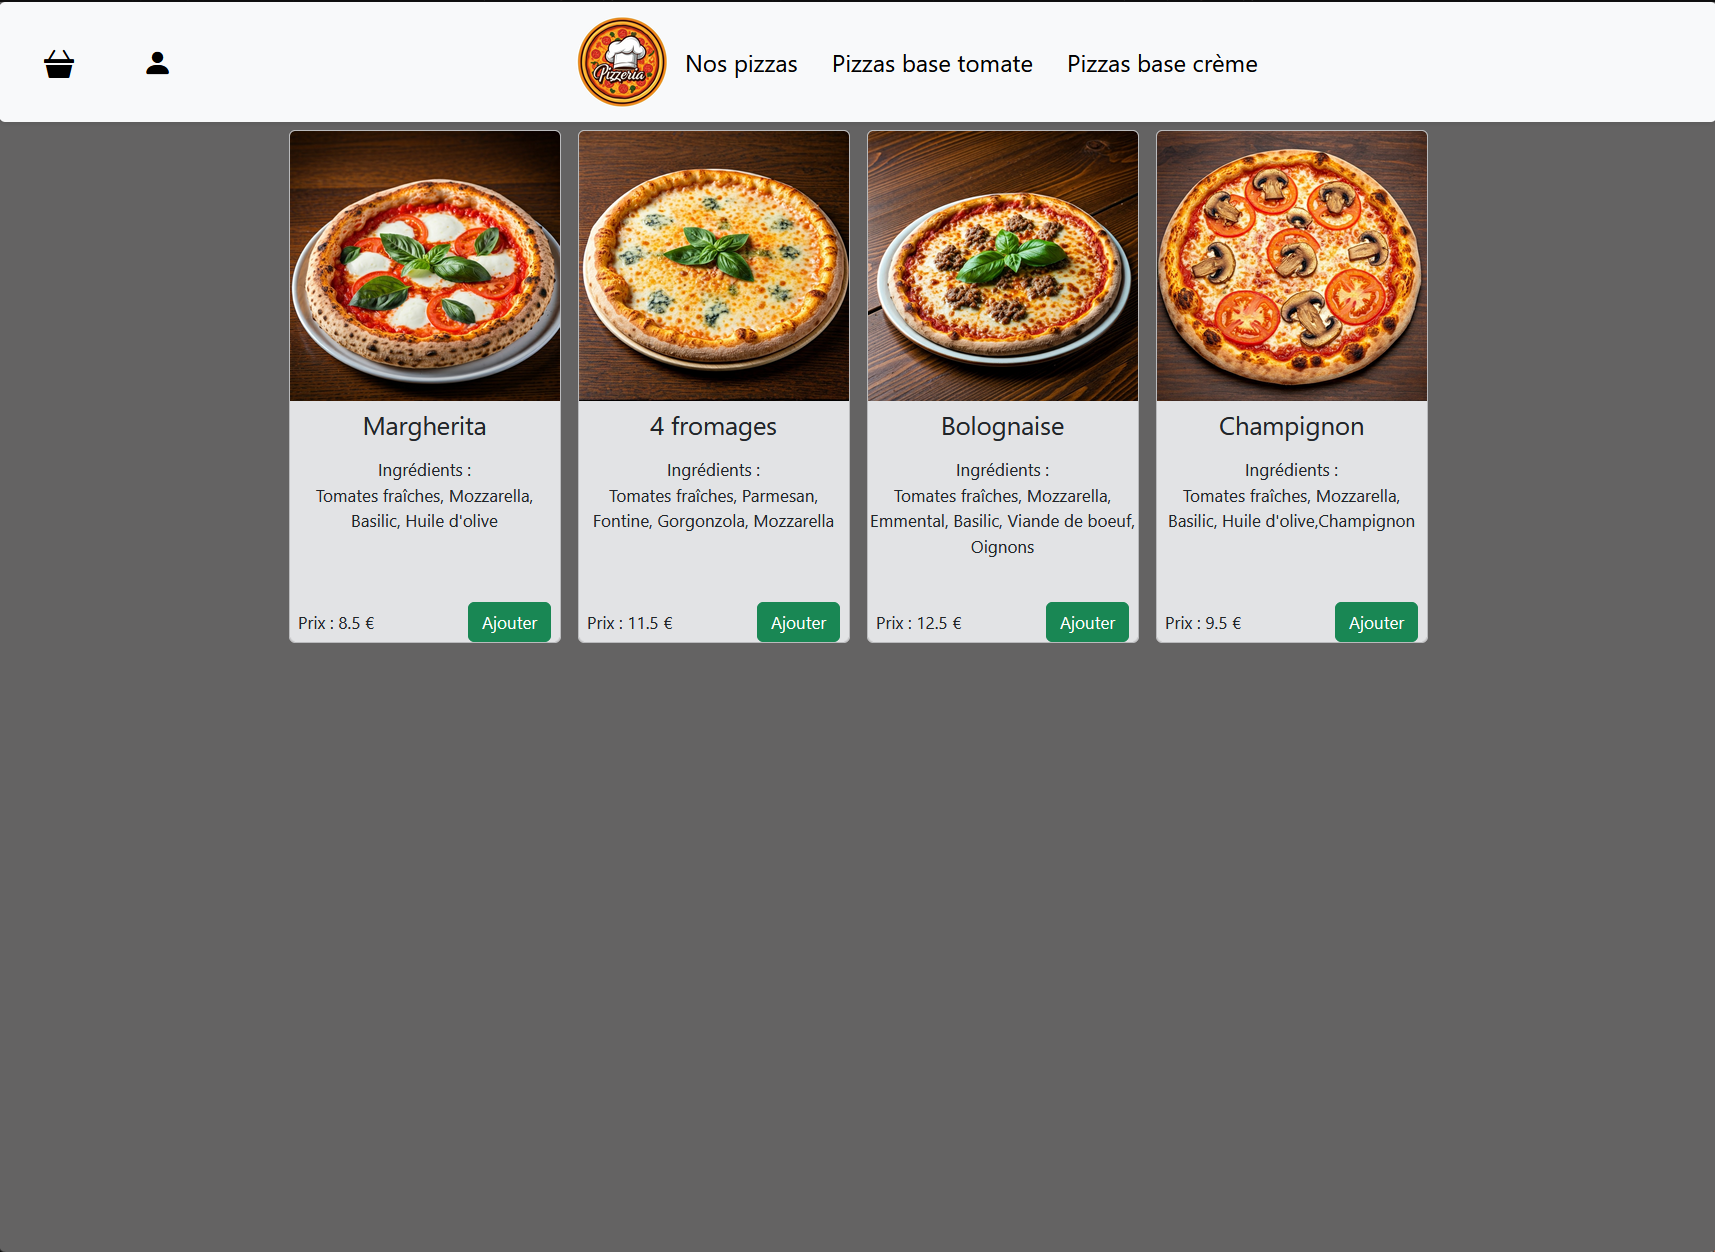 Pizzeria
Nos pizzas
Pizzas base tomate
Pizzas base crème
Margherita
Ingrédients :
Tomates fraîches, Mozzarella,
Basilic, Huile d'olive
Prix : 8.5 €
Ajouter
4 fromages
Ingrédients :
Tomates fraîches, Parmesan,
Fontine, Gorgonzola, Mozzarella
Prix : 11.5 €
Ajouter
Bolognaise
Ingrédients :
Tomates fraîches, Mozzarella,
Emmental, Basilic, Viande de boeuf,
Oignons
Prix : 12.5 €
Ajouter
Champignon
Ingrédients :
Tomates fraîches, Mozzarella,
Basilic, Huile d'olive,Champignon
Prix : 9.5 €
Ajouter